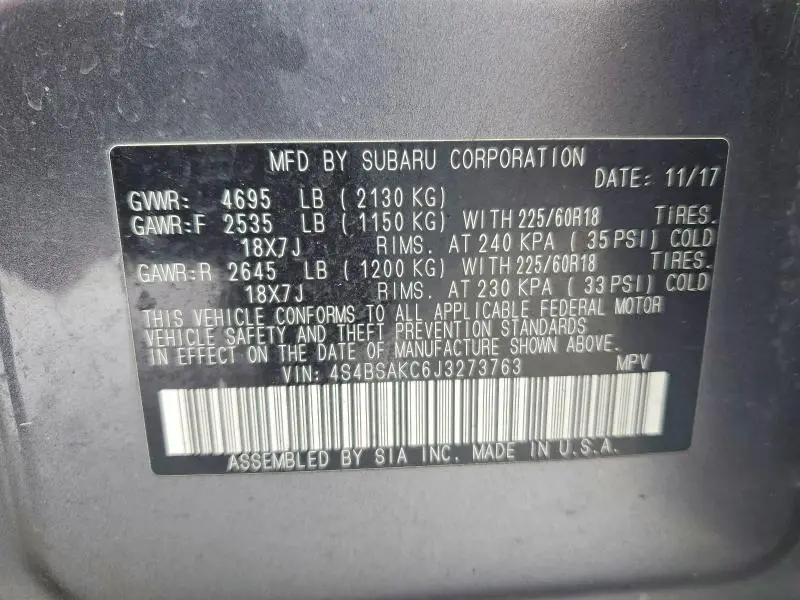 MFD BY SUBARU CORPORATION
DATE: 11/17
GVWR: 4695 LB ( 2130 KG)
GAWR:F 2535 LB ( 1150 KG) WITH 225/60R18 TIRES.
18X7J RIMS. AT 240 KPA ( 35 PSI) COLD
GAWR:R 2645 LB ( 1200 KG) WITH 225/60R18 TIRES.
18X7J RIMS. AT 230 KPA ( 33 PSI) COLD
THIS VEHICLE CONFORMS TO ALL APPLICABLE FEDERAL MOTOR
VEHICLE SAFETY AND THEFT PREVENTION STANDARDS
IN EFFECT ON THE DATE OF MANUFACTURE SHOWN ABOVE.
VIN: 4S4BSAKC6J3273763 MPV
ASSEMBLED BY SIA INC. MADE IN U.S.A.